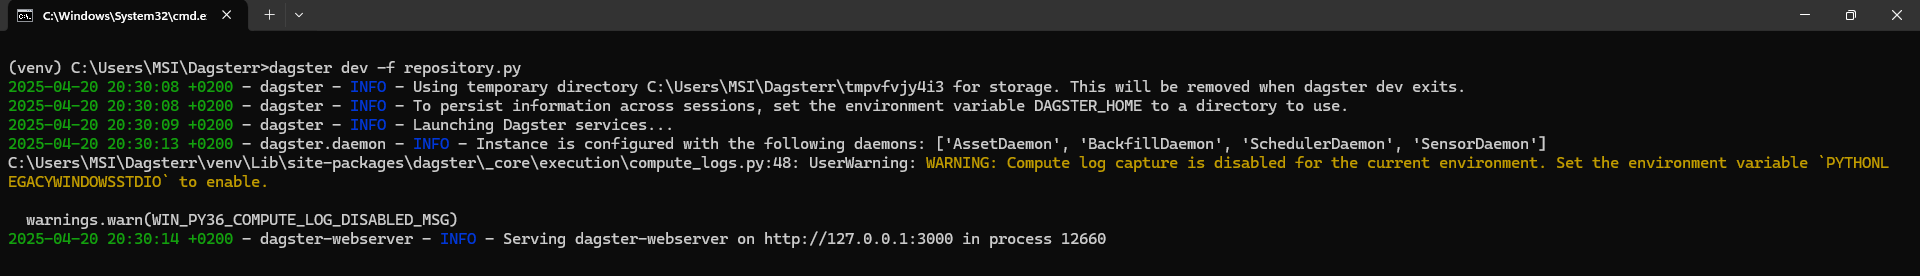 C:\Windows\System32\cmd.e
(venv) C:\Users\MSI\Dagsterr>dagster dev -f repository.py
2025-04-20 20:30:08 +0200 - dagster - INFO - Using temporary directory C:\Users\MSI\Dagsterr\tmpvfvjy4i3 for storage. This will be removed when dagster dev exits.
2025-04-20 20:30:08 +0200 - dagster - INFO - To persist information across sessions, set the environment variable DAGSTER_HOME to a directory to use.
2025-04-20 20:30:09 +0200 - dagster - INFO - Launching Dagster services...
2025-04-20 20:30:13 +0200 - dagster.daemon - INFO - Instance is configured with the following daemons: ['AssetDaemon', 'BackfillDaemon', 'SchedulerDaemon', 'SensorDaemon']
C:\Users\MSI\Dagsterr\venv\Lib\site-packages\dagster\_core\execution\compute_logs.py:48: UserWarning: WARNING: Compute log capture is disabled for the current environment. Set the environment variable `PYTHONL
EGACYWINDOWSSTDIO` to enable.
warnings.warn(WIN_PY36_COMPUTE_LOG_DISABLED_MSG)
2025-04-20 20:30:14 +0200 - dagster-webserver - INFO - Serving dagster-webserver on http://127.0.0.1:3000 in process 12660